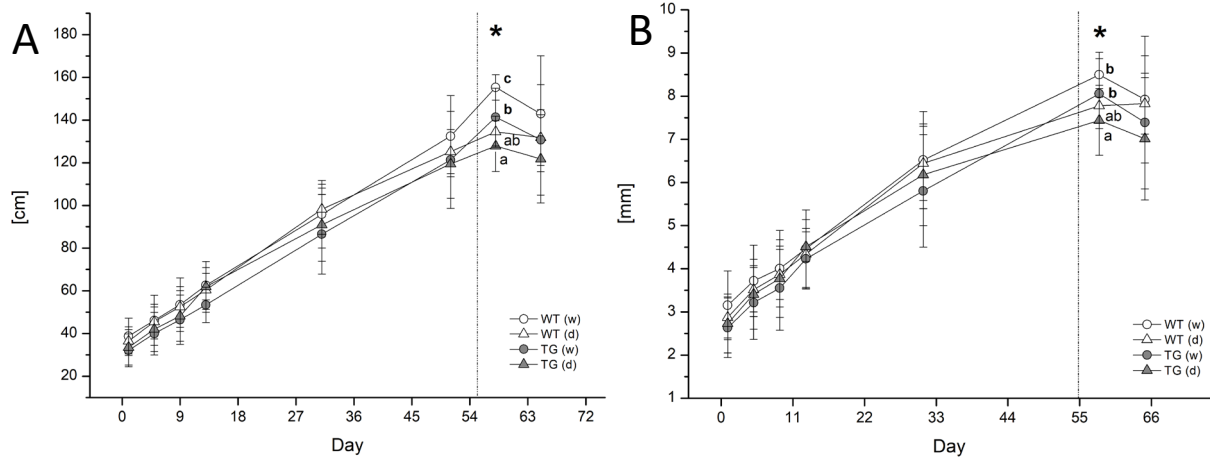 A
[cm]
180
160
140
120
100
80
60
40
20
*
c
b
ab
a
WT (w)
WT (d)
TG (w)
TG (d)
0 9 18 27 36 45 54 63 72
Day
B
[mm]
10
9
8
7
6
5
4
3
2
1
*
b
b
ab
a
WT (w)
WT (d)
TG (w)
TG (d)
0 11 22 33 44 55 66
Day